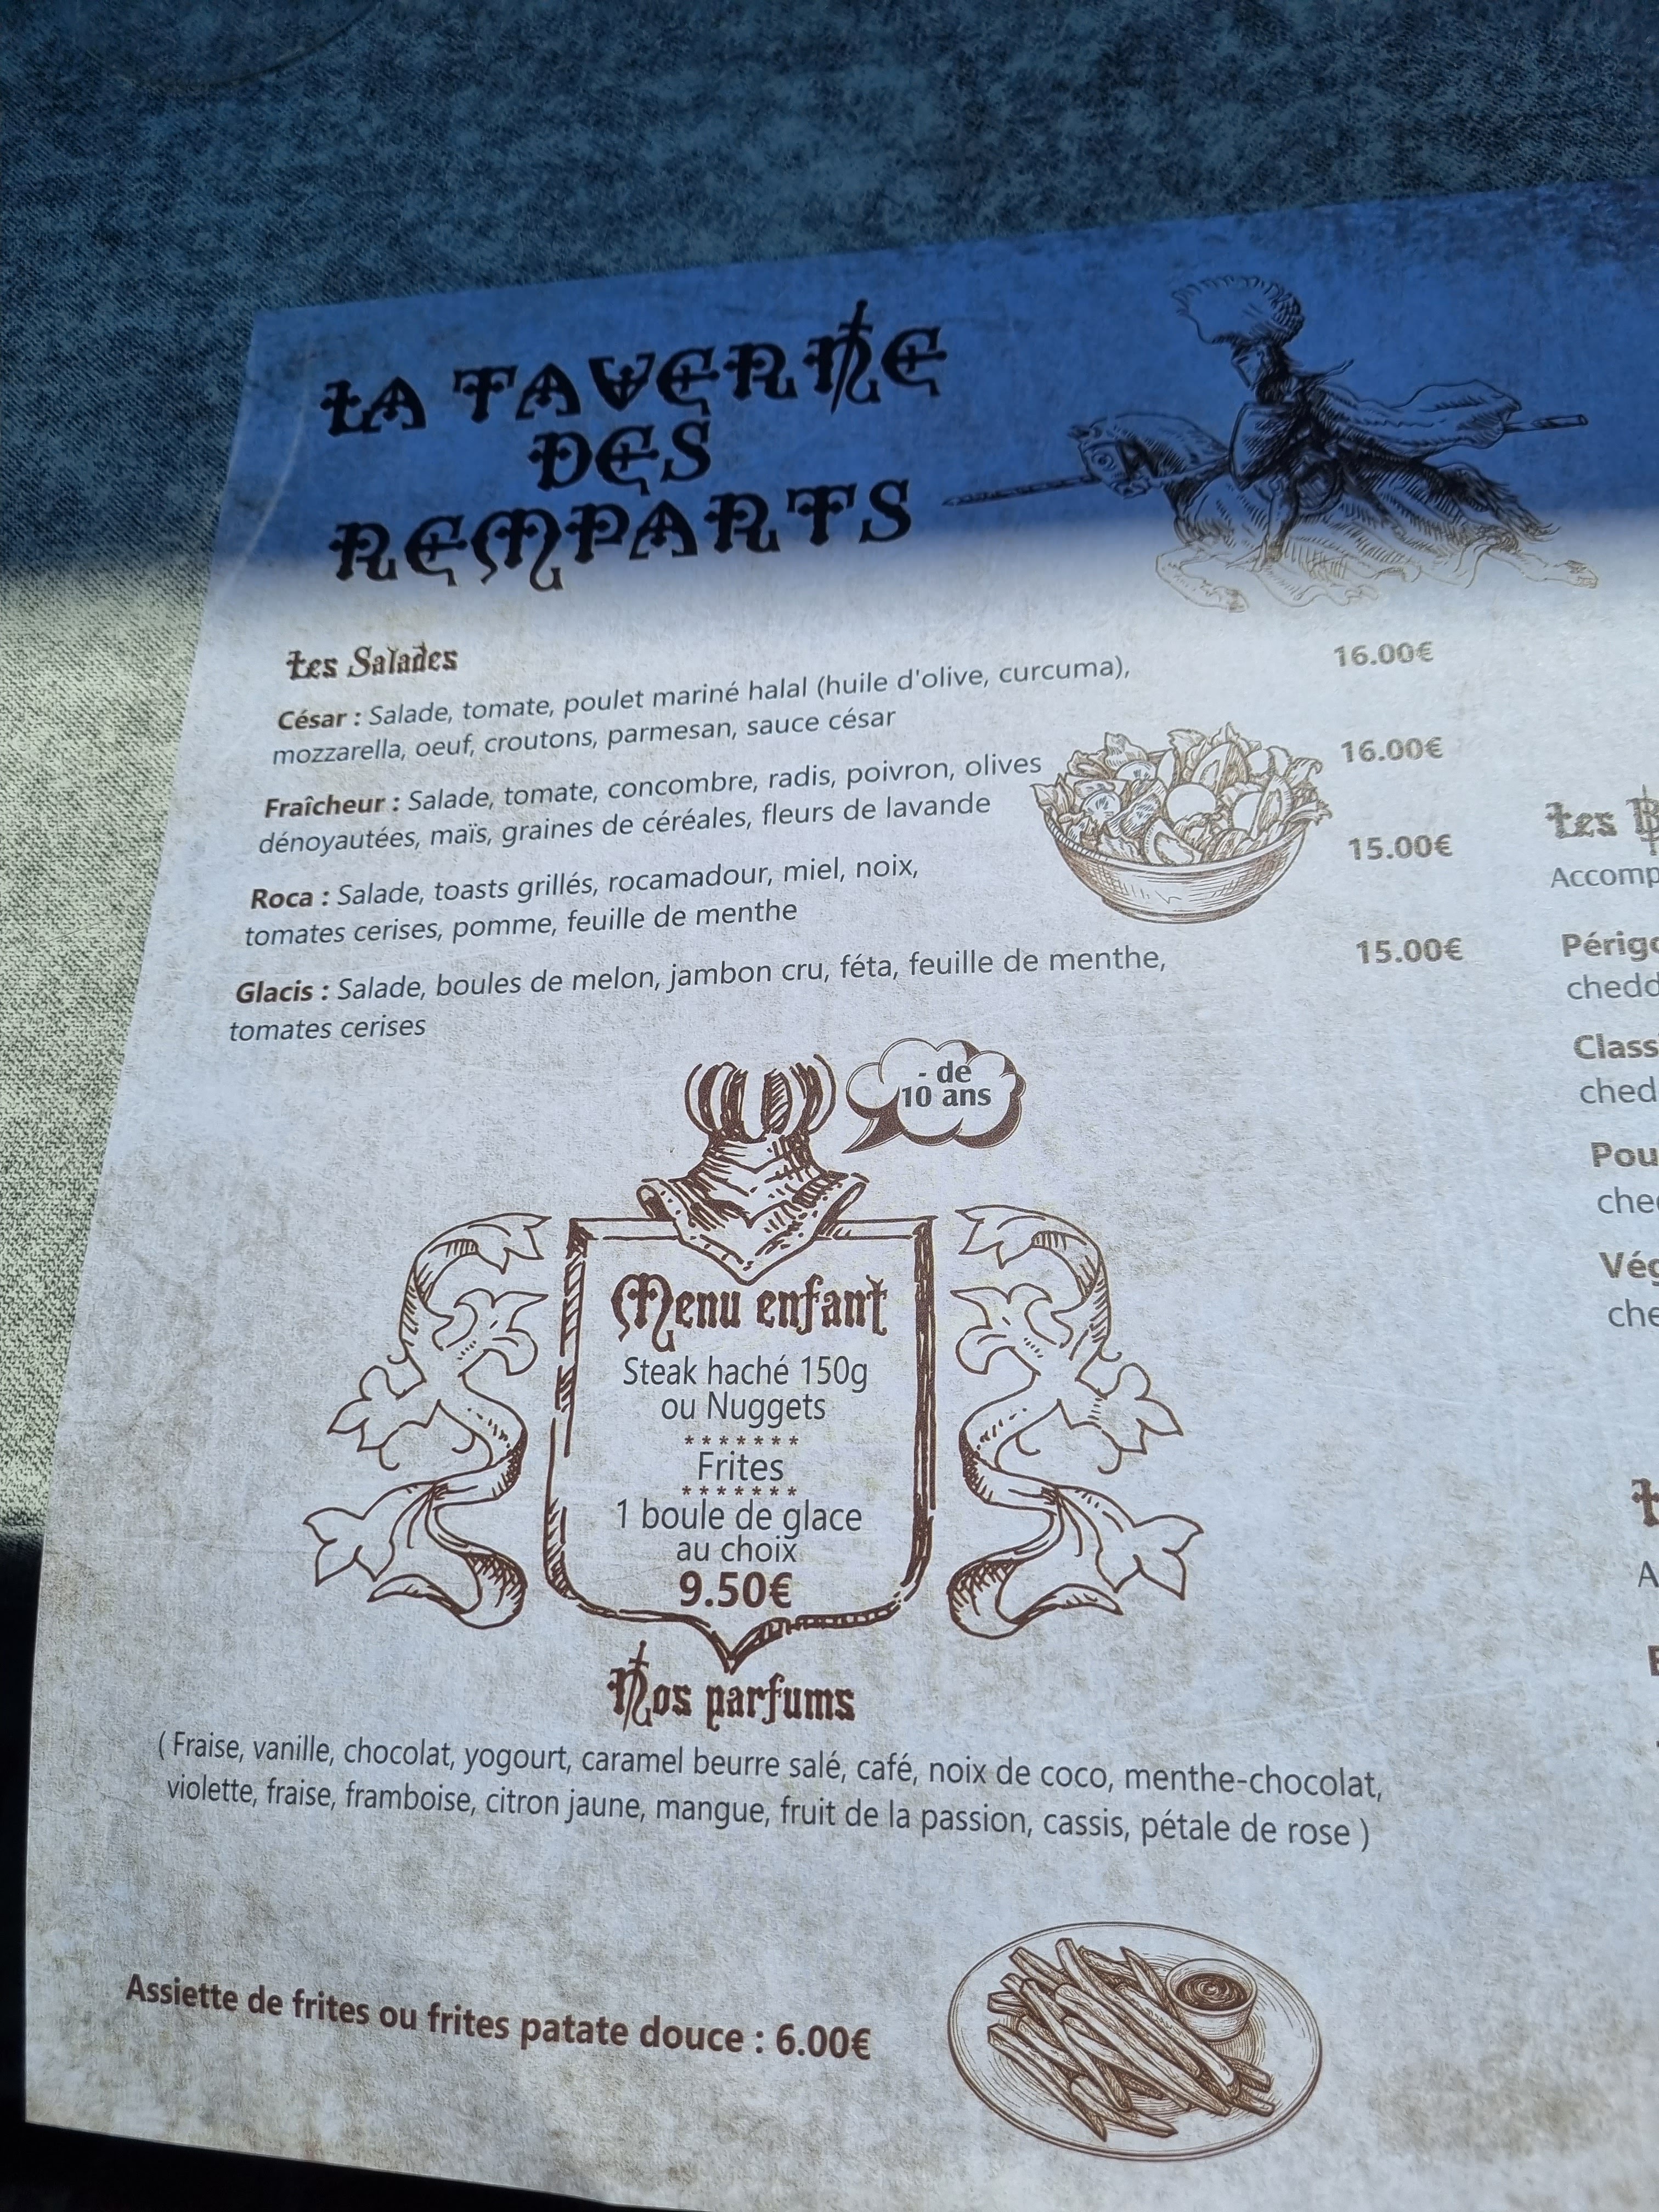 LA TAVERNE
DES
REMPARTS
Les Salades
César : Salade, tomate, poulet mariné halal (huile d'olive, curcuma), 16.00€
mozzarella, oeuf, croutons, parmesan, sauce césar
Fraîcheur : Salade, tomate, concombre, radis, poivron, olives 16.00€
dénoyautées, maïs, graines de céréales, fleurs de lavande
Roca : Salade, toasts grillés, rocamadour, miel, noix, 15.00€
tomates cerises, pomme, feuille de menthe
Glacis : Salade, boules de melon, jambon cru, féta, feuille de menthe, 15.00€
tomates cerises
- de
10 ans
Menu enfant
Steak haché 150g
ou Nuggets
*******
Frites
*******
1 boule de glace
au choix
9.50€
Nos parfums
( Fraise, vanille, chocolat, yogourt, caramel beurre salé, café, noix de coco, menthe-chocolat,
violette, fraise, framboise, citron jaune, mangue, fruit de la passion, cassis, pétale de rose )
Assiette de frites ou frites patate douce : 6.00€
Les